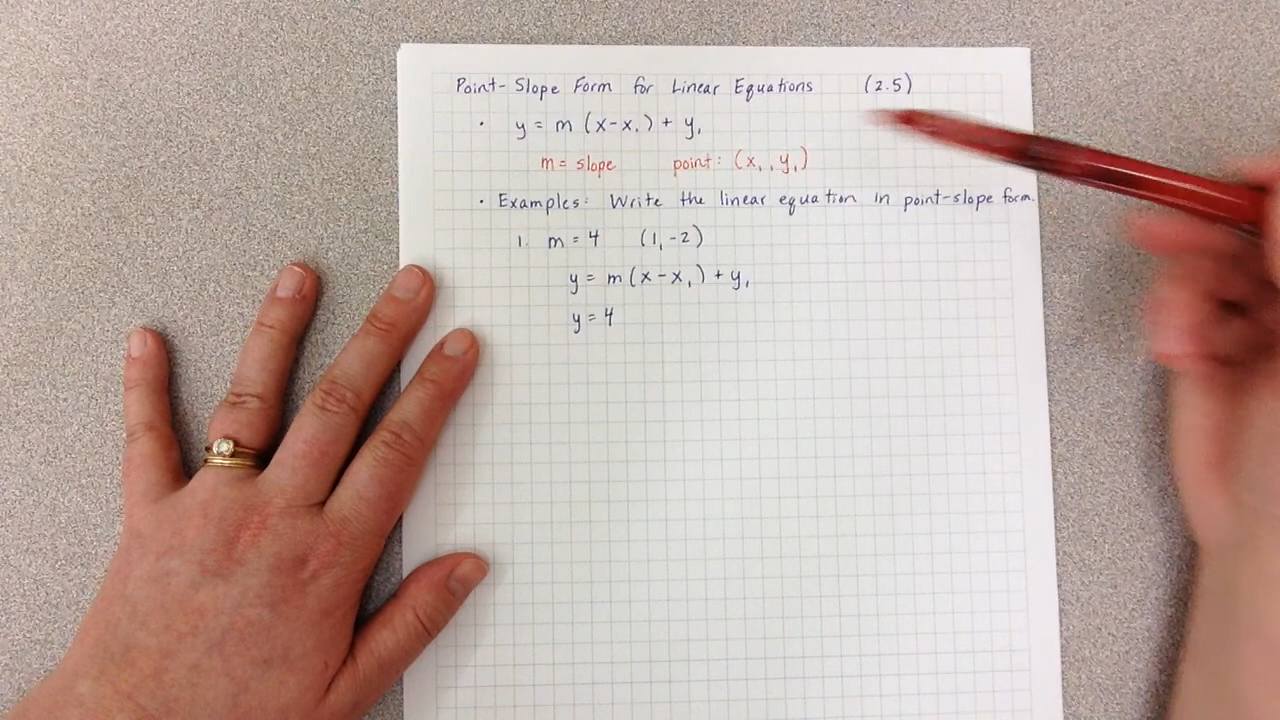 Point-Slope Form for Linear Equations (2.5)
• y = m (x-x₁) + y₁
m = slope point: (x₁, y₁)
• Examples: Write the linear equation in point-slope form.
1. m = 4 (1, -2)
y = m (x-x₁) + y₁
y = 4